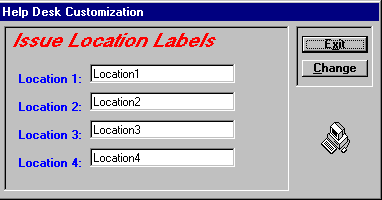 Help Desk Customization
Issue Location Labels
Exit
Change
Location 1: Location1
Location 2: Location2
Location 3: Location3
Location 4: Location4